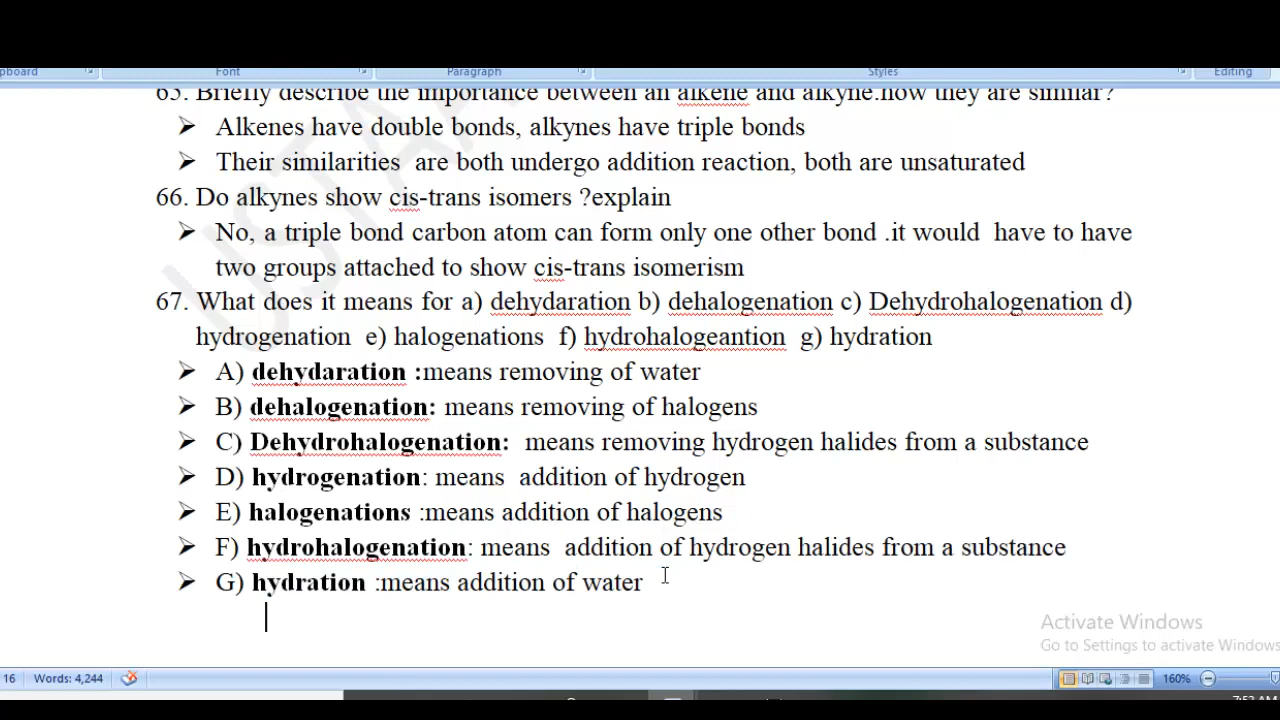 pboard Font Paragraph Styles Editing
65. Briefly describe the importance between an alkene and alkyne.how they are similar?
➢ Alkenes have double bonds, alkynes have triple bonds
➢ Their similarities are both undergo addition reaction, both are unsaturated
66. Do alkynes show cis-trans isomers ?explain
➢ No, a triple bond carbon atom can form only one other bond .it would have to have
two groups attached to show cis-trans isomerism
67. What does it means for a) dehydaration b) dehalogenation c) Dehydrohalogenation d)
hydrogenation e) halogenations f) hydrohalogeantion g) hydration
➢ A) dehydaration :means removing of water
➢ B) dehalogenation: means removing of halogens
➢ C) Dehydrohalogenation: means removing hydrogen halides from a substance
➢ D) hydrogenation: means addition of hydrogen
➢ E) halogenations :means addition of halogens
➢ F) hydrohalogenation: means addition of hydrogen halides from a substance
➢ G) hydration :means addition of water
Activate Windows
Go to Settings to activate Windows
16 Words: 4,244 160%
7:52 AM